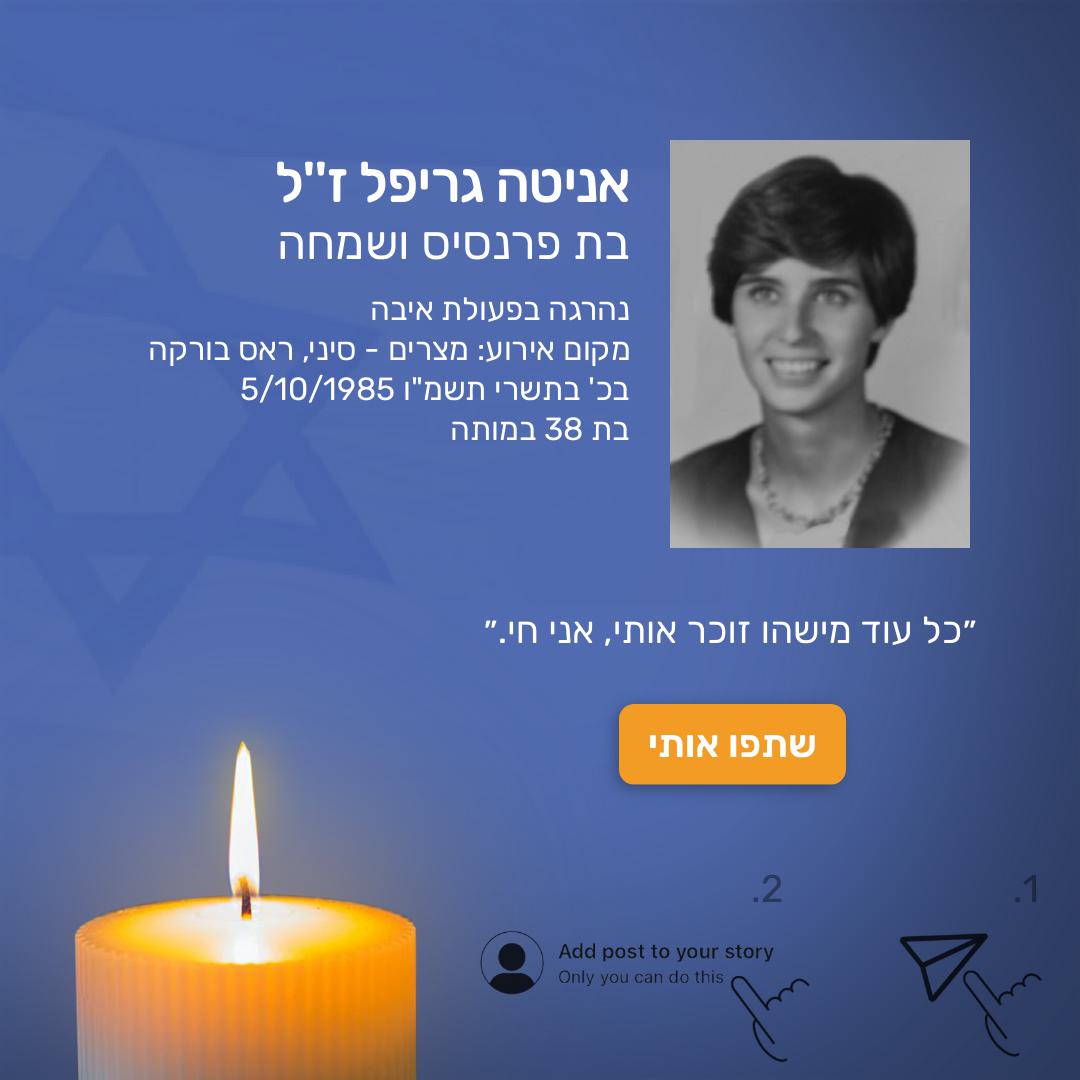 אניטה גריפל ז"ל
בת פרנסיס ושמחה
נהרגה בפעולת איבה
מקום אירוע: מצרים - סיני, ראס בורקה
בכ' בתשרי תשמ"ו 5/10/1985
בת 38 במותה
״כל עוד מישהו זוכר אותי, אני חי.״
שתפו אותי
1.
2.
Add post to your story
Only you can do this